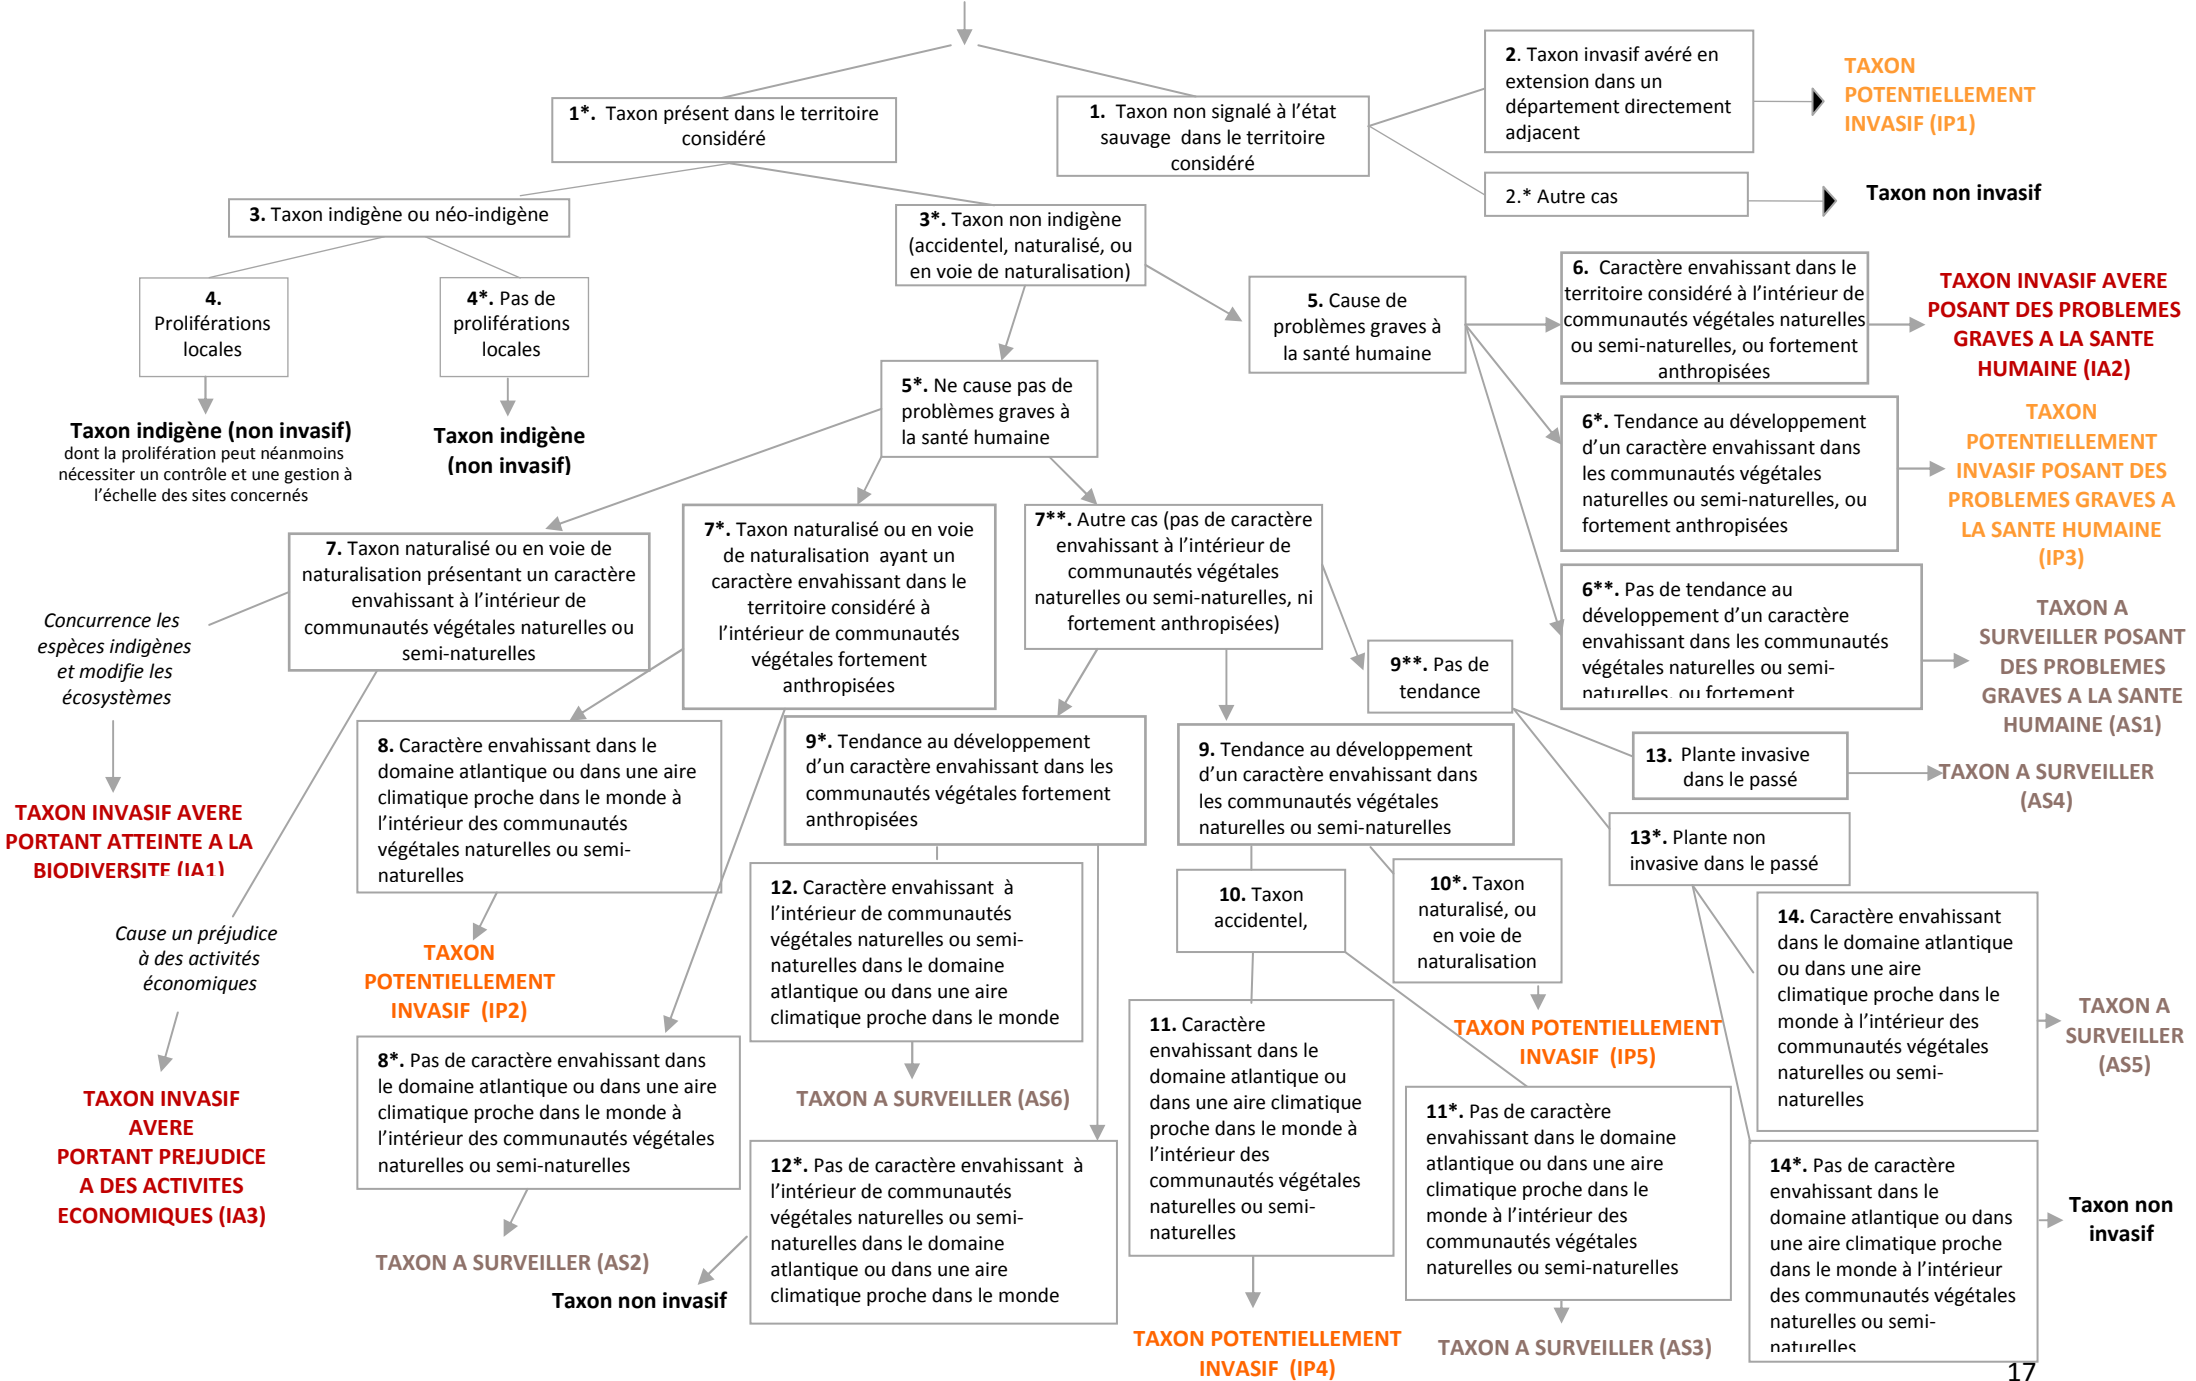 2. Taxon invasif avéré en
extension dans un
département directement
adjacent
TAXON
POTENTIELLEMENT
INVASIF (IP1)
1*. Taxon présent dans le territoire
considéré
1. Taxon non signalé à l'état
sauvage dans le territoire
considéré
2.* Autre cas
Taxon non invasif
3. Taxon indigène ou néo-indigène
3*. Taxon non indigène
(accidentel, naturalisé, ou
en voie de naturalisation)
4.
Proliférations
locales
4*. Pas de
proliférations
locales
5. Cause de
problèmes graves à
la santé humaine
6. Caractère envahissant dans le
territoire considéré à l'intérieur de
communautés végétales naturelles
ou semi-naturelles, ou fortement
anthropisées
TAXON INVASIF AVERE
POSANT DES PROBLEMES
GRAVES A LA SANTE
HUMAINE (IA2)
5*. Ne cause pas de
problèmes graves à
la santé humaine
Taxon indigène (non invasif)
dont la prolifération peut néanmoins
nécessiter un contrôle et une gestion à
l'échelle des sites concernés
Taxon indigène
(non invasif)
6*. Tendance au développement
d'un caractère envahissant dans
les communautés végétales
naturelles ou semi-naturelles, ou
fortement anthropisées
TAXON
POTENTIELLEMENT
INVASIF POSANT DES
PROBLEMES GRAVES A
LA SANTE HUMAINE
(IP3)
7. Taxon naturalisé ou en voie de
naturalisation présentant un caractère
envahissant à l'intérieur de
communautés végétales naturelles ou
semi-naturelles
7*. Taxon naturalisé ou en voie
de naturalisation ayant un
caractère envahissant dans le
territoire considéré à
l'intérieur de communautés
végétales fortement
anthropisées
7**. Autre cas (pas de caractère
envahissant à l'intérieur de
communautés végétales
naturelles ou semi-naturelles, ni
fortement anthropisées)
6**. Pas de tendance au
développement d'un caractère
envahissant dans les communautés
végétales naturelles ou semi-
naturelles, ou fortement
TAXON A
SURVEILLER POSANT
DES PROBLEMES
GRAVES A LA SANTE
HUMAINE (AS1)
Concurrence les
espèces indigènes
et modifie les
écosystèmes
9**. Pas de
tendance
8. Caractère envahissant dans le
domaine atlantique ou dans une aire
climatique proche dans le monde à
l'intérieur des communautés
végétales naturelles ou semi-
naturelles
9*. Tendance au développement
d'un caractère envahissant dans les
communautés végétales fortement
anthropisées
9. Tendance au développement
d'un caractère envahissant dans
les communautés végétales
naturelles ou semi-naturelles
13. Plante invasive
dans le passé
TAXON A SURVEILLER
(AS4)
TAXON INVASIF AVERE
PORTANT ATTEINTE A LA
BIODIVERSITE (IA1)
13*. Plante non
invasive dans le passé
12. Caractère envahissant à
l'intérieur de communautés
végétales naturelles ou semi-
naturelles dans le domaine
atlantique ou dans une aire
climatique proche dans le monde
10. Taxon
accidentel,
10*. Taxon
naturalisé, ou
en voie de
naturalisation
14. Caractère envahissant
dans le domaine atlantique
ou dans une aire
climatique proche dans le
monde à l'intérieur des
communautés végétales
naturelles ou semi-
naturelles
TAXON A
SURVEILLER
(AS5)
Cause un préjudice
à des activités
économiques
TAXON
POTENTIELLEMENT
INVASIF (IP2)
11. Caractère
envahissant dans le
domaine atlantique ou
dans une aire climatique
proche dans le monde à
l'intérieur des
communautés végétales
naturelles ou semi-
naturelles
TAXON POTENTIELLEMENT
INVASIF (IP5)
8*. Pas de caractère envahissant dans
le domaine atlantique ou dans une aire
climatique proche dans le monde à
l'intérieur des communautés végétales
naturelles ou semi-naturelles
TAXON A SURVEILLER (AS6)
11*. Pas de caractère
envahissant dans le domaine
atlantique ou dans une aire
climatique proche dans le
monde à l'intérieur des
communautés végétales
naturelles ou semi-naturelles
TAXON INVASIF
AVERE
PORTANT PREJUDICE
A DES ACTIVITES
ECONOMIQUES (IA3)
12*. Pas de caractère envahissant à
l'intérieur de communautés
végétales naturelles ou semi-
naturelles dans le domaine
atlantique ou dans une aire
climatique proche dans le monde
14*. Pas de caractère
envahissant dans le
domaine atlantique ou dans
une aire climatique proche
dans le monde à l'intérieur
des communautés végétales
naturelles ou semi-
naturelles
Taxon non
invasif
TAXON A SURVEILLER (AS2)
Taxon non invasif
TAXON POTENTIELLEMENT
INVASIF (IP4)
TAXON A SURVEILLER (AS3)
17